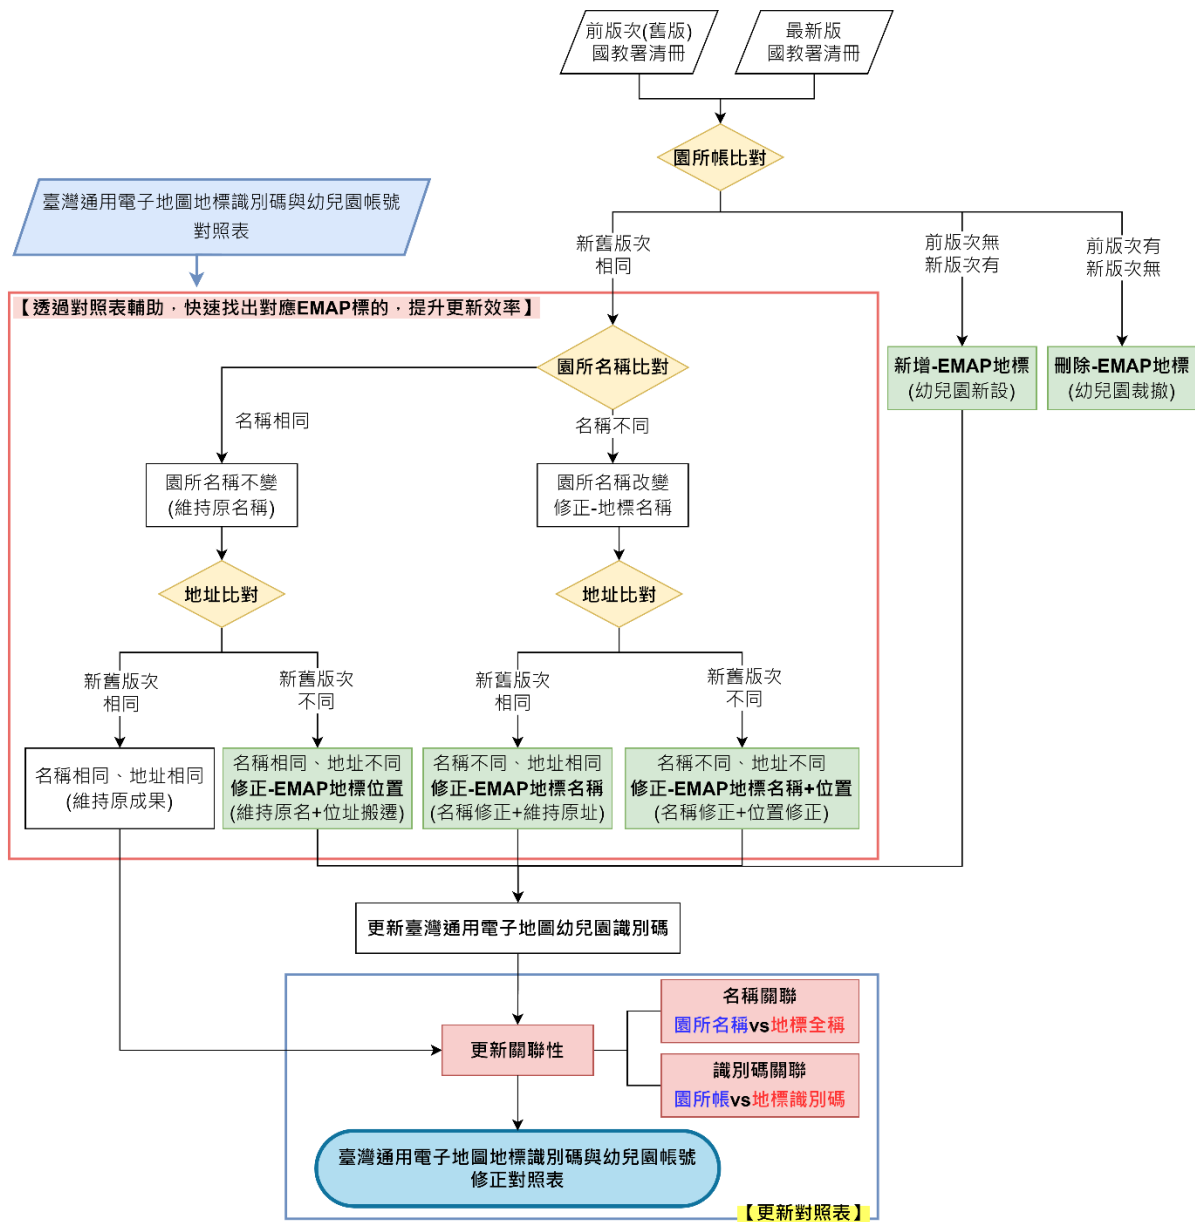 前版次(舊版)
國教署清冊
最新版
國教署清冊
園所帳比對
臺灣通用電子地圖地標識別碼與幼兒園帳號
對照表
新舊版次
相同
前版次無
新版次有
前版次有
新版次無
【透過對照表輔助，快速找出對應EMAP標的，提升更新效率】
園所名稱比對
新增-EMAP地標
(幼兒園新設)
刪除-EMAP地標
(幼兒園裁撤)
名稱相同
名稱不同
園所名稱不變
(維持原名稱)
園所名稱改變
修正-地標名稱
地址比對
地址比對
新舊版次
相同
新舊版次
不同
新舊版次
相同
新舊版次
不同
名稱相同、地址相同
(維持原成果)
名稱相同、地址不同
修正-EMAP地標位置
(維持原名+位址搬遷)
名稱不同、地址相同
修正-EMAP地標名稱
(名稱修正+維持原址)
名稱不同、地址不同
修正-EMAP地標名稱+位置
(名稱修正+位置修正)
更新臺灣通用電子地圖幼兒園識別碼
更新關聯性
名稱關聯
園所名稱vs地標全稱
識別碼關聯
園所帳vs地標識別碼
臺灣通用電子地圖地標識別碼與幼兒園帳號
修正對照表
【更新對照表】